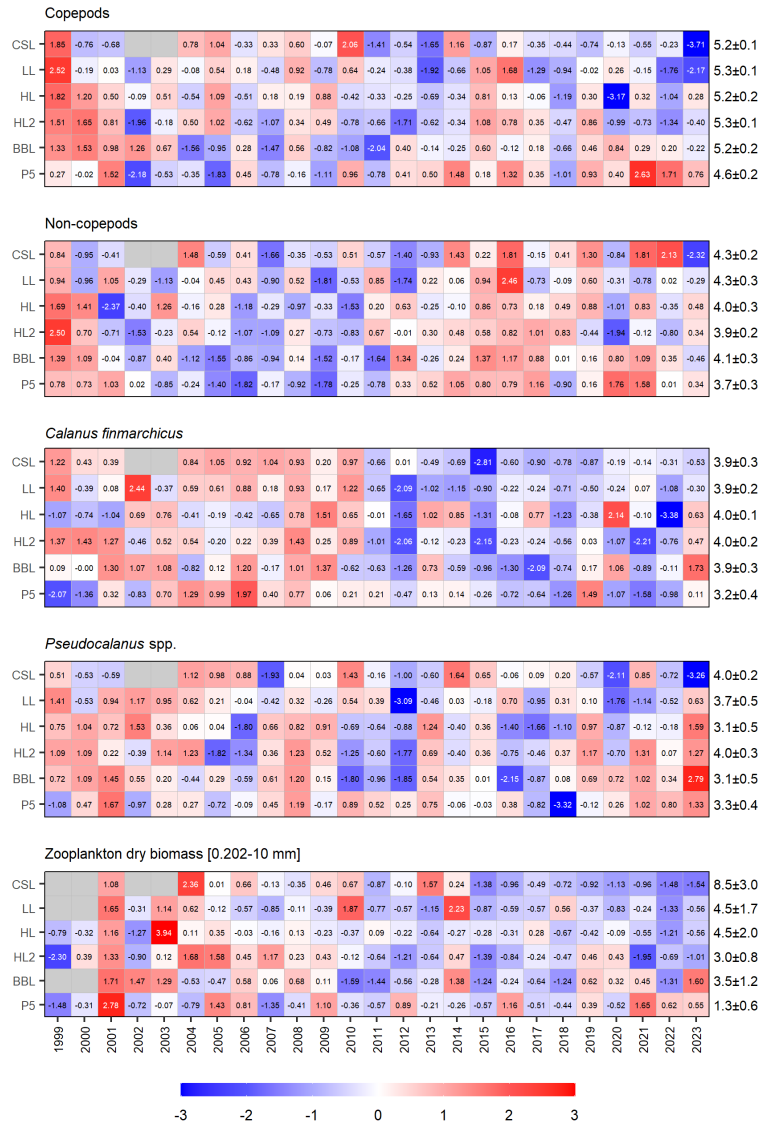 Copepods
CSL 1.85 -0.76 -0.68 0.78 1.04 -0.33 0.33 0.60 -0.07 2.06 -1.41 -0.54 -1.65 1.16 -0.87 0.17 -0.35 -0.44 -0.74 -0.13 -0.55 -0.23 -3.71 5.2±0.1
LL 2.52 -0.19 0.03 -1.13 0.29 -0.08 0.54 0.18 -0.48 0.92 -0.78 0.64 -0.24 -0.38 -1.92 -0.66 1.05 1.68 -1.29 -0.94 -0.02 0.26 -0.15 -1.76 -2.17 5.3±0.1
HL 1.82 1.20 0.50 -0.09 0.51 -0.54 1.09 -0.51 0.18 0.19 0.88 -0.42 -0.33 -0.25 -0.69 -0.34 0.81 0.13 -0.06 -1.19 0.30 -3.17 0.32 -1.04 0.28 5.2±0.2
HL2 1.51 1.65 0.81 -1.96 -0.18 0.50 1.02 -0.62 -1.07 0.34 0.49 -0.62 -0.36 -1.71 -0.62 -0.34 1.08 0.78 0.35 -0.47 0.86 -0.99 -0.73 -1.34 -0.40 5.3±0.1
BBL 1.33 1.53 0.98 1.26 0.67 -1.56 -0.95 0.28 -1.47 0.56 -0.82 -1.08 -2.04 0.40 -0.14 -0.25 0.60 -0.12 0.18 -0.66 0.46 0.84 0.29 0.20 -0.22 5.2±0.2
P5 0.27 -0.02 1.52 -2.18 -0.53 -0.35 -1.83 0.45 -0.78 -0.16 -1.11 0.96 -0.78 0.41 0.50 1.48 0.18 1.32 0.35 -1.01 0.93 0.40 2.63 1.71 0.76 4.6±0.2
Non-copepods
CSL 0.84 -0.95 -0.41 1.48 -0.59 0.41 -1.66 -0.35 -0.10 -0.53 0.51 -0.57 -1.40 -0.93 1.43 0.22 1.81 -0.15 0.41 1.30 -0.84 1.81 2.13 -2.32 4.3±0.2
LL 0.94 -0.96 1.05 -0.29 -1.13 -0.04 0.45 0.43 -0.90 0.52 -1.81 -0.53 0.85 -1.74 0.22 0.06 0.94 2.46 -0.73 -0.09 0.60 -0.31 -0.78 0.02 -0.29 4.3±0.3
HL 1.69 1.41 -2.37 -0.40 1.26 -0.16 0.28 -1.18 -0.29 -0.97 -0.33 -1.53 0.20 0.63 -0.25 -0.10 0.86 0.73 0.18 0.49 0.88 -1.01 0.83 -0.35 0.48 4.0±0.3
HL2 2.50 0.70 -0.71 -1.53 -0.23 0.54 -0.12 -1.07 -1.09 0.27 -0.73 -0.83 0.67 -0.01 0.30 0.48 0.58 0.82 1.01 0.83 -0.44 -1.94 -0.12 -0.80 0.34 3.9±0.2
BBL 1.39 1.09 -0.04 -0.87 0.40 -1.12 -1.55 -0.86 -0.94 0.14 -1.52 -0.17 -1.64 1.34 -0.26 0.24 1.37 1.17 0.88 0.01 0.16 0.80 1.09 0.35 -0.46 4.1±0.3
P5 0.78 0.73 1.03 0.02 -0.85 -0.24 -1.40 -1.82 -0.17 -0.92 -1.78 -0.25 -0.78 0.33 0.52 1.05 0.80 0.79 1.16 -0.90 0.16 1.76 1.58 0.01 0.34 3.7±0.3
Calanus finmarchicus
CSL 1.22 0.43 0.39 0.84 1.05 0.92 1.04 0.93 0.20 0.97 -0.66 0.01 -0.49 -0.69 -2.81 -0.60 -0.90 -0.78 -0.87 -0.19 -0.14 -0.31 -0.53 3.9±0.3
LL 1.40 -0.39 0.08 2.44 -0.37 0.59 0.61 0.88 0.18 0.93 0.17 1.22 -0.65 -2.09 -1.02 -1.15 -0.90 -0.22 -0.24 -0.71 -0.50 -0.24 0.07 -1.08 -0.30 3.9±0.2
HL -1.07 -0.74 -1.04 0.69 0.76 -0.41 -0.19 -0.42 -0.65 0.78 1.51 0.65 -0.01 -1.65 1.02 0.85 -1.31 -0.08 0.77 -1.23 -0.38 2.14 -0.10 -3.38 0.63 4.0±0.1
HL2 1.37 1.43 1.27 -0.46 0.52 0.54 -0.20 0.22 0.39 1.43 0.25 0.89 -1.01 -2.06 -0.12 -0.23 -2.15 -0.23 -0.24 -0.56 0.03 -1.07 -2.21 -0.76 0.47 4.0±0.2
BBL 0.09 -0.00 1.30 1.07 1.08 -0.82 0.12 1.20 -0.17 1.01 1.37 -0.62 -0.63 -1.26 0.73 -0.59 -0.96 -1.30 -2.09 -0.74 0.17 1.06 -0.89 -0.11 1.73 3.9±0.3
P5 -2.07 -1.36 0.32 -0.83 0.70 1.29 0.99 1.97 0.40 0.77 0.06 0.21 0.21 -0.47 0.13 0.14 -0.26 -0.72 -0.64 -1.26 1.49 -1.07 -1.58 -0.98 0.11 3.2±0.4
Pseudocalanus spp.
CSL 0.51 -0.53 -0.59 1.12 0.98 0.88 -1.93 0.04 0.03 1.43 -0.16 -1.00 -0.60 1.64 0.65 -0.06 0.09 0.20 -0.57 -2.11 0.85 -0.72 -3.26 4.0±0.2
LL 1.41 -0.53 0.94 1.17 0.95 0.62 0.21 -0.04 -0.42 0.32 -0.26 0.54 0.39 -3.09 -0.46 0.03 -0.18 0.70 -0.95 0.31 0.10 -1.76 -1.14 -0.52 0.63 3.7±0.5
HL 0.75 1.04 0.72 1.53 0.36 0.06 0.04 -1.80 0.66 0.82 0.91 -0.69 -0.64 -0.88 1.24 -0.40 0.36 -1.40 -1.66 -1.10 0.97 -0.87 -0.12 -0.18 1.59 3.1±0.5
HL2 1.09 1.09 0.22 -0.39 1.14 1.23 -1.82 -1.34 0.36 1.23 0.52 -1.25 -0.60 -1.77 0.69 -0.40 0.36 -0.75 -0.46 0.37 1.17 -0.70 1.31 0.07 1.27 4.0±0.3
BBL 0.72 1.09 1.45 0.55 0.20 -0.44 0.29 -0.59 0.61 1.20 0.15 -1.80 -0.96 -1.85 0.54 0.35 0.01 -2.15 -0.87 0.08 0.69 0.72 1.02 0.34 2.79 3.1±0.5
P5 -1.08 0.47 1.67 -0.97 0.28 0.27 -0.72 -0.09 0.45 1.19 -0.17 0.89 0.52 0.25 0.75 -0.06 -0.03 0.38 -0.82 -3.32 -0.12 0.26 1.02 0.80 1.33 3.3±0.4
Zooplankton dry biomass [0.202-10 mm]
CSL 1.08 2.36 0.01 0.66 -0.13 -0.35 0.46 0.67 -0.87 -0.10 1.57 0.24 -1.38 -0.96 -0.49 -0.72 -0.92 -1.13 -0.96 -1.48 -1.54 8.5±3.0
LL 1.65 -0.31 1.14 0.62 -0.12 -0.57 -0.85 -0.11 -0.39 1.87 -0.77 -0.57 -1.15 2.23 -0.87 -0.59 -0.57 0.56 -0.37 -0.83 -0.24 -1.33 -0.56 4.5±1.7
HL -0.79 -0.32 1.16 -1.27 3.94 0.11 -0.03 -0.16 0.13 -0.23 -0.37 0.37 0.09 -0.22 -0.64 0.37 -0.28 -0.31 0.28 -0.67 -0.42 -0.09 -0.55 -1.21 -0.56 4.5±2.0
HL2 -2.30 0.39 1.33 -0.90 0.12 1.68 1.58 0.45 1.17 0.23 0.43 -0.12 -0.64 -1.21 -0.64 0.47 -1.39 -0.84 -0.24 -0.47 0.16 0.35 -1.95 -0.69 -1.01 3.0±0.8
BBL 1.71 1.47 1.29 -0.53 -0.47 0.58 0.06 0.68 0.11 -1.59 -1.44 -0.56 -0.28 1.38 -1.24 -0.24 -0.64 -1.24 0.62 0.32 0.45 -1.31 1.60 3.5±1.2
P5 -1.48 -0.31 2.78 -0.72 -0.07 -0.79 1.43 0.81 -1.35 -0.41 1.10 -0.36 -0.57 0.89 -0.21 -0.26 -0.57 1.16 -0.51 -0.44 0.39 -0.52 1.65 0.62 0.55 1.3±0.6
1999 2000 2001 2002 2003 2004 2005 2006 2007 2008 2009 2010 2011 2012 2013 2014 2015 2016 2017 2018 2019 2020 2021 2022 2023
-3 -2 -1 0 1 2 3